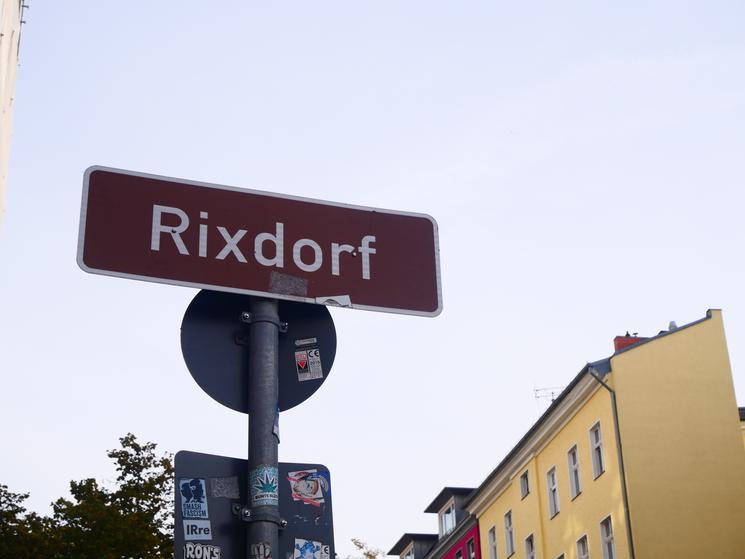 Rixdorf
SMASH
FASCISM
IRre
RON'S